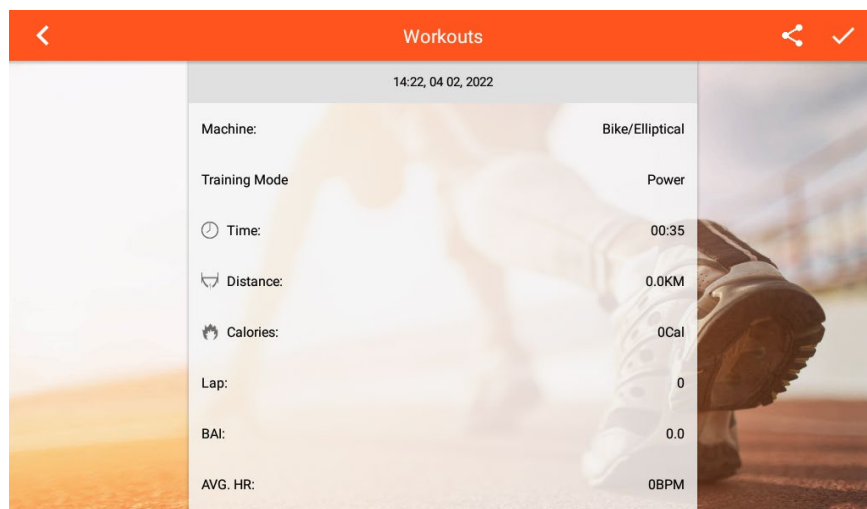 Workouts
14:22, 04 02, 2022
Machine: Bike/Elliptical
Training Mode Power
Time: 00:35
Distance: 0.0KM
Calories: 0Cal
Lap: 0
BAI: 0.0
AVG. HR: 0BPM